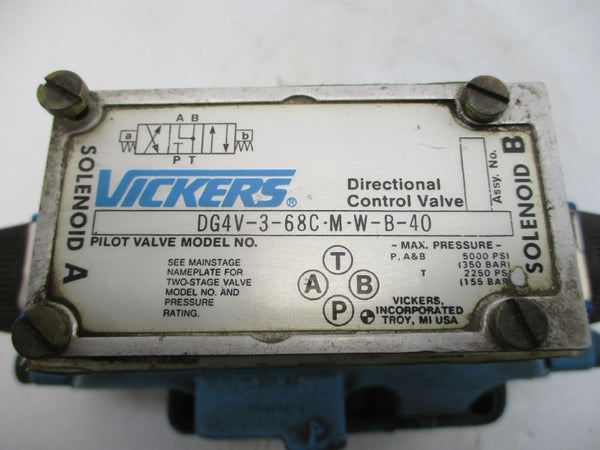 A B
a b
T
P T
SOLENOID A
VICKERS®
Directional
Control Valve
Assy. No.
SOLENOID B
DG4V-3-68C-M-W-B-40
PILOT VALVE MODEL NO.
SEE MAINSTAGE
NAMEPLATE FOR
TWO-STAGE VALVE
MODEL NO. AND
PRESSURE
RATING.
T
A B
P
- MAX. PRESSURE -
P, A&B 5000 PSI
(350 BAR)
T 2250 PSI
(155 BAR)
VICKERS,
INCORPORATED
TROY, MI USA
P